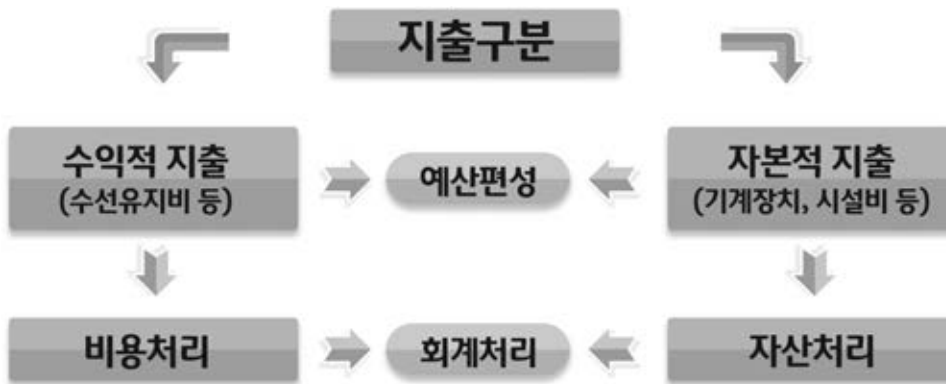 지출구분
수익적 지출
(수선유지비 등)
예산편성
자본적 지출
(기계장치, 시설비 등)
비용처리
회계처리
자산처리